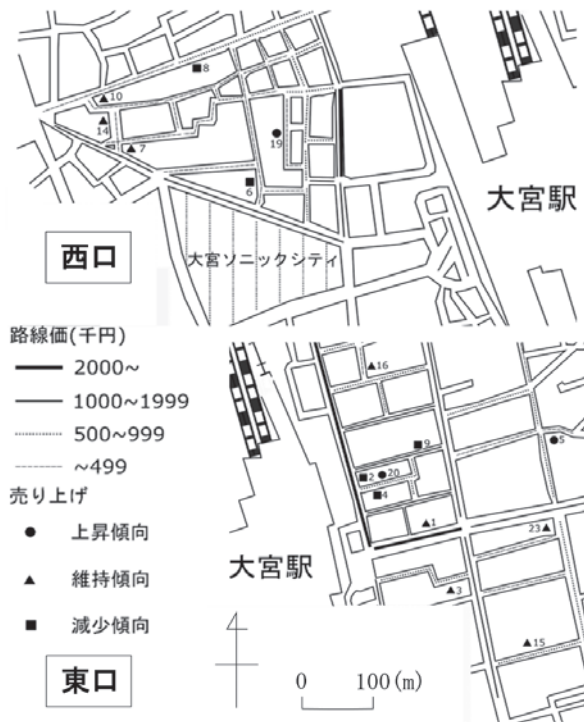 8
10
14
7
19
6
大宮駅
西口
大宮ソニックシティ
路線価(千円)
2000~
1000~1999
500~999
~499
売り上げ
上昇傾向
維持傾向
減少傾向
東口
16
9
5
2
20
4
1
23
大宮駅
3
15
0 100(m)